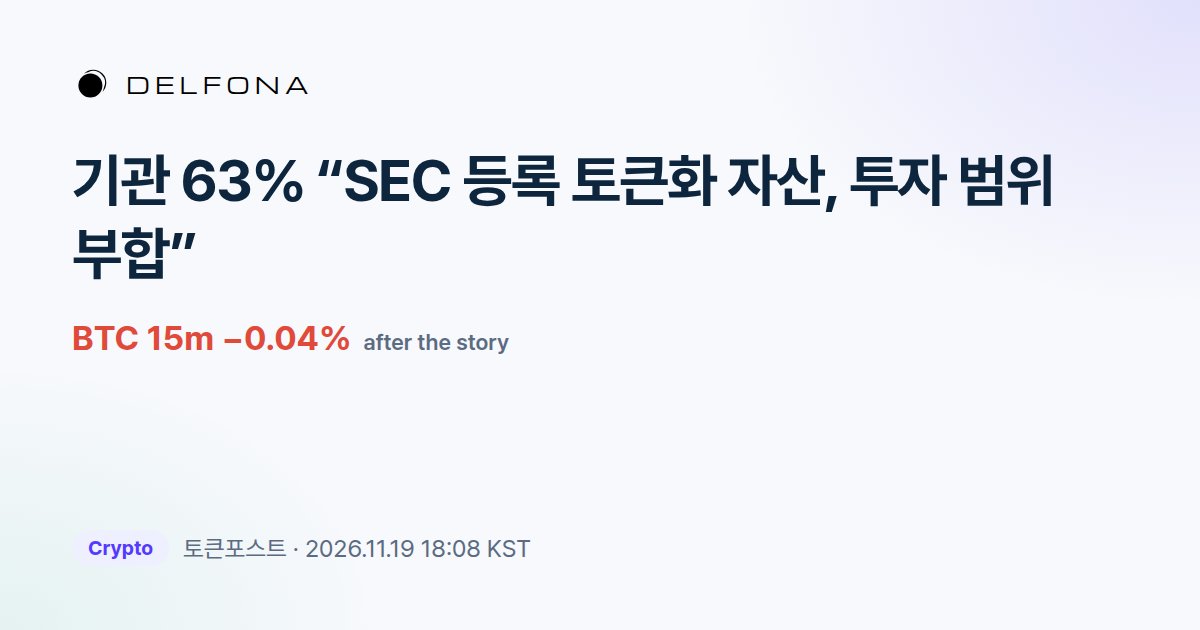 DELFONA
기관 63% “SEC 등록 토큰화 자산, 투자 범위
부합”
BTC 15m −0.04% after the story
Crypto 토큰포스트 · 2026.11.19 18:08 KST